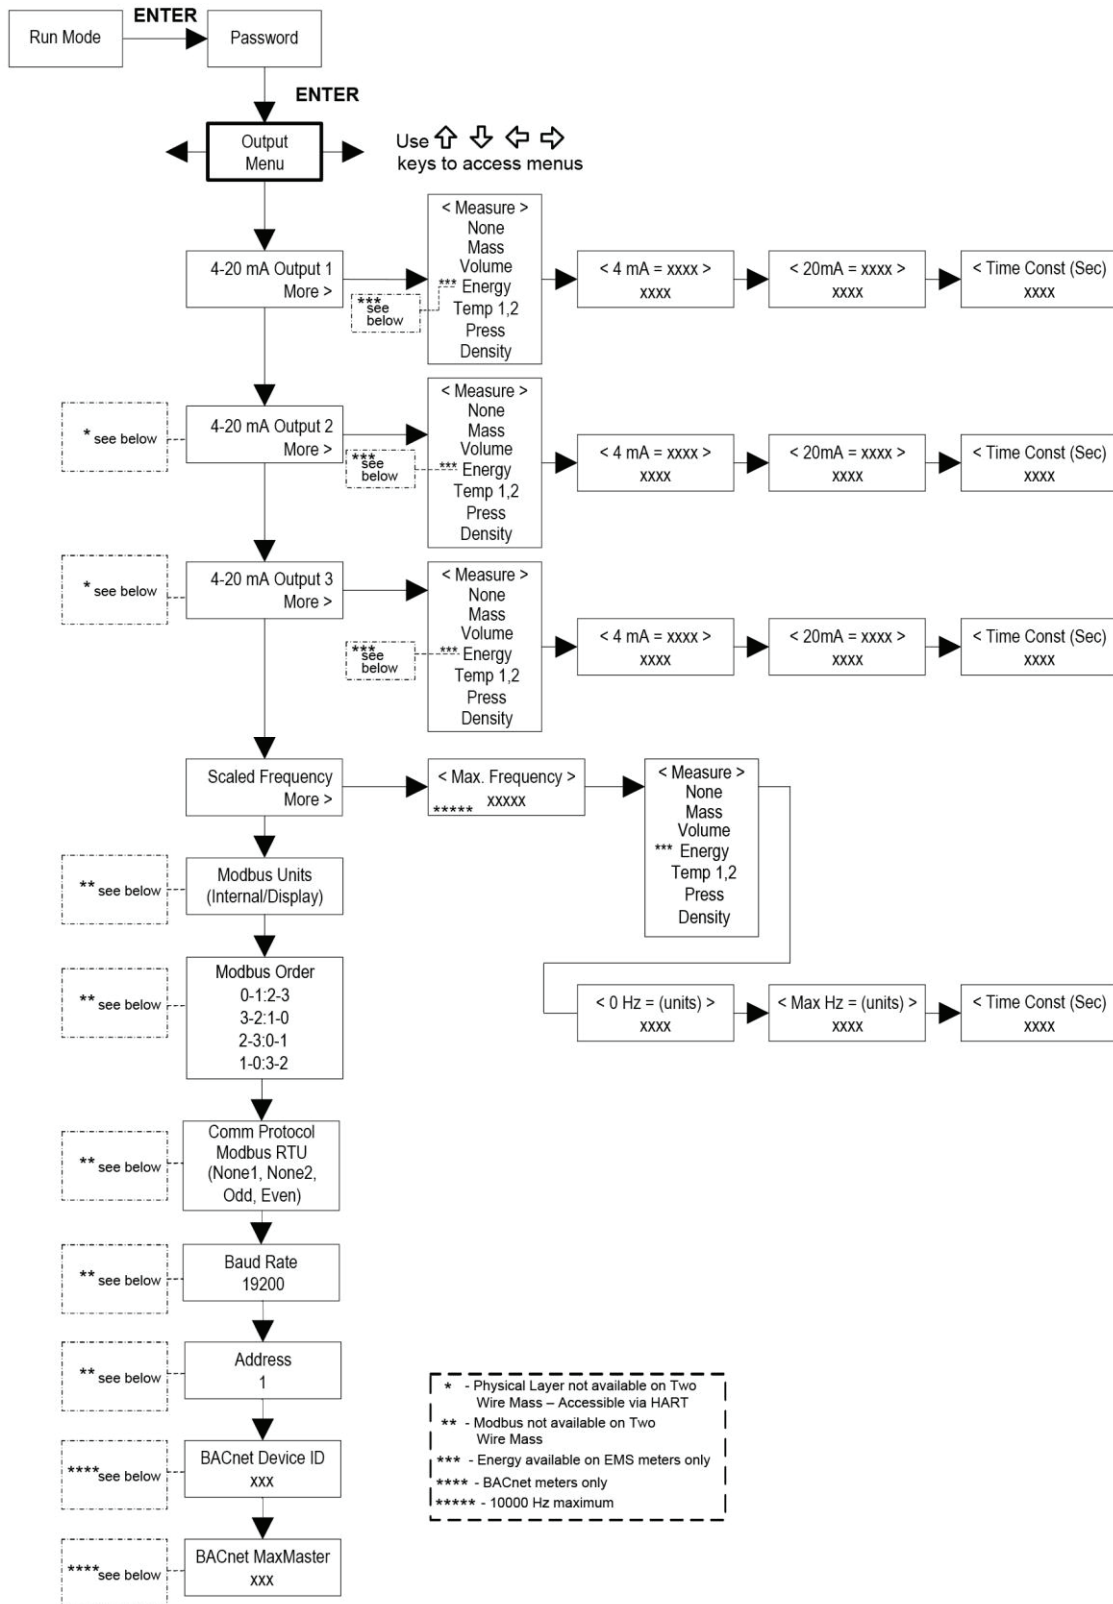 ENTER
Run Mode
Password
ENTER
Output
Menu
Use
keys to access menus
4-20 mA Output 1
More >
***
see
below
< Measure >
None
Mass
Volume
*** Energy
Temp 1,2
Press
Density
< 4 mA = xxxx >
xxxx
< 20mA = xxxx >
xxxx
< Time Const (Sec)
xxxx
* see below
4-20 mA Output 2
More >
***
see
below
< Measure >
None
Mass
Volume
*** Energy
Temp 1,2
Press
Density
< 4 mA = xxxx >
xxxx
< 20mA = xxxx >
xxxx
< Time Const (Sec)
xxxx
* see below
4-20 mA Output 3
More >
***
see
below
< Measure >
None
Mass
Volume
*** Energy
Temp 1,2
Press
Density
< 4 mA = xxxx >
xxxx
< 20mA = xxxx >
xxxx
< Time Const (Sec)
xxxx
Scaled Frequency
More >
< Max. Frequency >
xxxxx
*****
< Measure >
None
Mass
Volume
*** Energy
Temp 1,2
Press
Density
< 0 Hz = (units) >
xxxx
< Max Hz = (units) >
xxxx
< Time Const (Sec)
xxxx
** see below
Modbus Units
(Internal/Display)
** see below
Modbus Order
0-1:2-3
3-2:1-0
2-3:0-1
1-0:3-2
** see below
Comm Protocol
Modbus RTU
(None1, None2,
Odd, Even)
** see below
Baud Rate
19200
** see below
Address
1
****see below
BACnet Device ID
xxx
****see below
BACnet MaxMaster
xxx
* - Physical Layer not available on Two
Wire Mass – Accessible via HART
** - Modbus not available on Two
Wire Mass
*** - Energy available on EMS meters only
**** - BACnet meters only
***** - 10000 Hz maximum